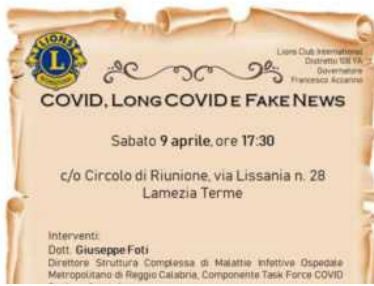 LIONS
L
Lions Club International
Distretto 108 YA
Governatore
Francesco Accarino
COVID, LONG COVID E FAKE NEWS
Sabato 9 aprile, ore 17:30
c/o Circolo di Riunione, via Lissania n. 28
Lamezia Terme
Interventi:
Dott. Giuseppe Foti
Direttore Struttura Complessa di Malattie Infettive Ospedale
Metropolitano di Reggio Calabria, Componente Task Force COVID